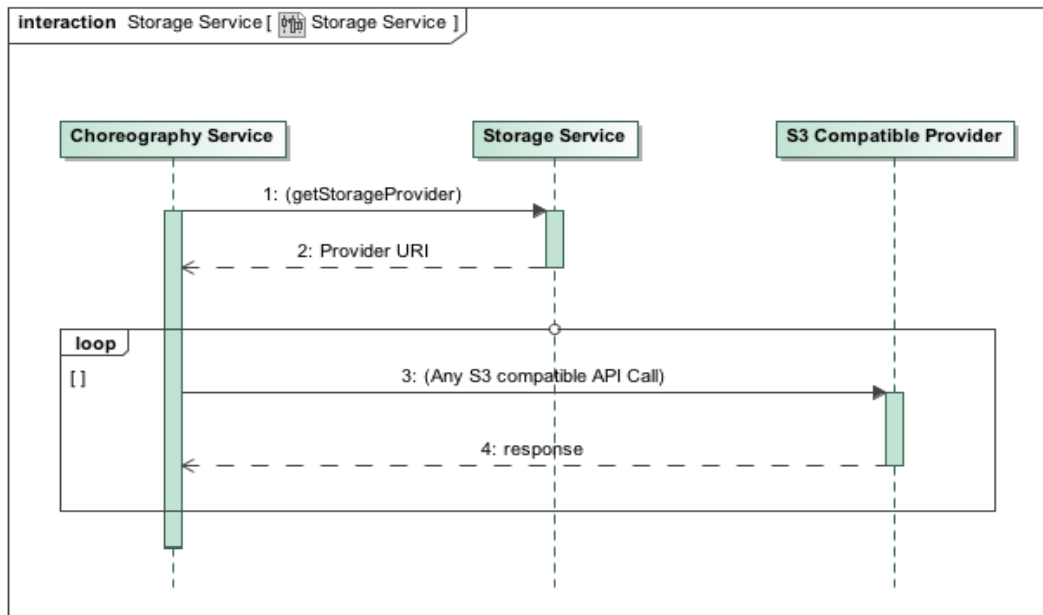 interaction Storage Service [ Storage Service ]
Choreography Service
Storage Service
S3 Compatible Provider
1: (getStorageProvider)
2: Provider URI
loop
[ ]
3: (Any S3 compatible API Call)
4: response